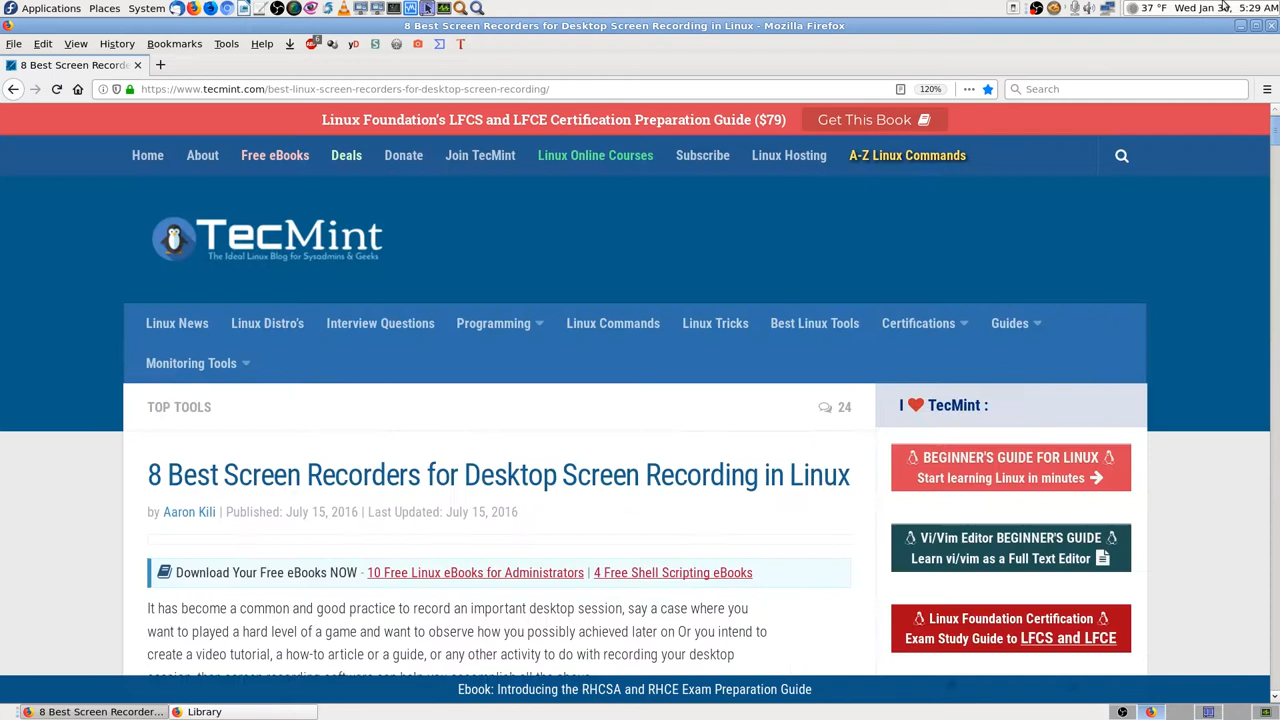 Applications Places System 37 °F Wed Jan 5:29 AM
8 Best Screen Recorders for Desktop Screen Recording in Linux - Mozilla Firefox
File Edit View History Bookmarks Tools Help
8 Best Screen Recorde
https://www.tecmint.com/best-linux-screen-recorders-for-desktop-screen-recording/ 120% Search
Linux Foundation's LFCS and LFCE Certification Preparation Guide ($79) Get This Book
Home About Free eBooks Deals Donate Join TecMint Linux Online Courses Subscribe Linux Hosting A-Z Linux Commands
TecMint
The Ideal Linux Blog for Sysadmins & Geeks
Linux News Linux Distro's Interview Questions Programming Linux Commands Linux Tricks Best Linux Tools Certifications Guides
Monitoring Tools
TOP TOOLS 24
I ❤ TecMint :
8 Best Screen Recorders for Desktop Screen Recording in Linux
by Aaron Kili | Published: July 15, 2016 | Last Updated: July 15, 2016
BEGINNER'S GUIDE FOR LINUX
Start learning Linux in minutes
Vi/Vim Editor BEGINNER'S GUIDE
Learn vi/vim as a Full Text Editor
Linux Foundation Certification
Exam Study Guide to LFCS and LFCE
Download Your Free eBooks NOW - 10 Free Linux eBooks for Administrators | 4 Free Shell Scripting eBooks
It has become a common and good practice to record an important desktop session, say a case where you
want to played a hard level of a game and want to observe how you possibly achieved later on Or you intend to
create a video tutorial, a how-to article or a guide, or any other activity to do with recording your desktop
Ebook: Introducing the RHCSA and RHCE Exam Preparation Guide
8 Best Screen Recorder... Library